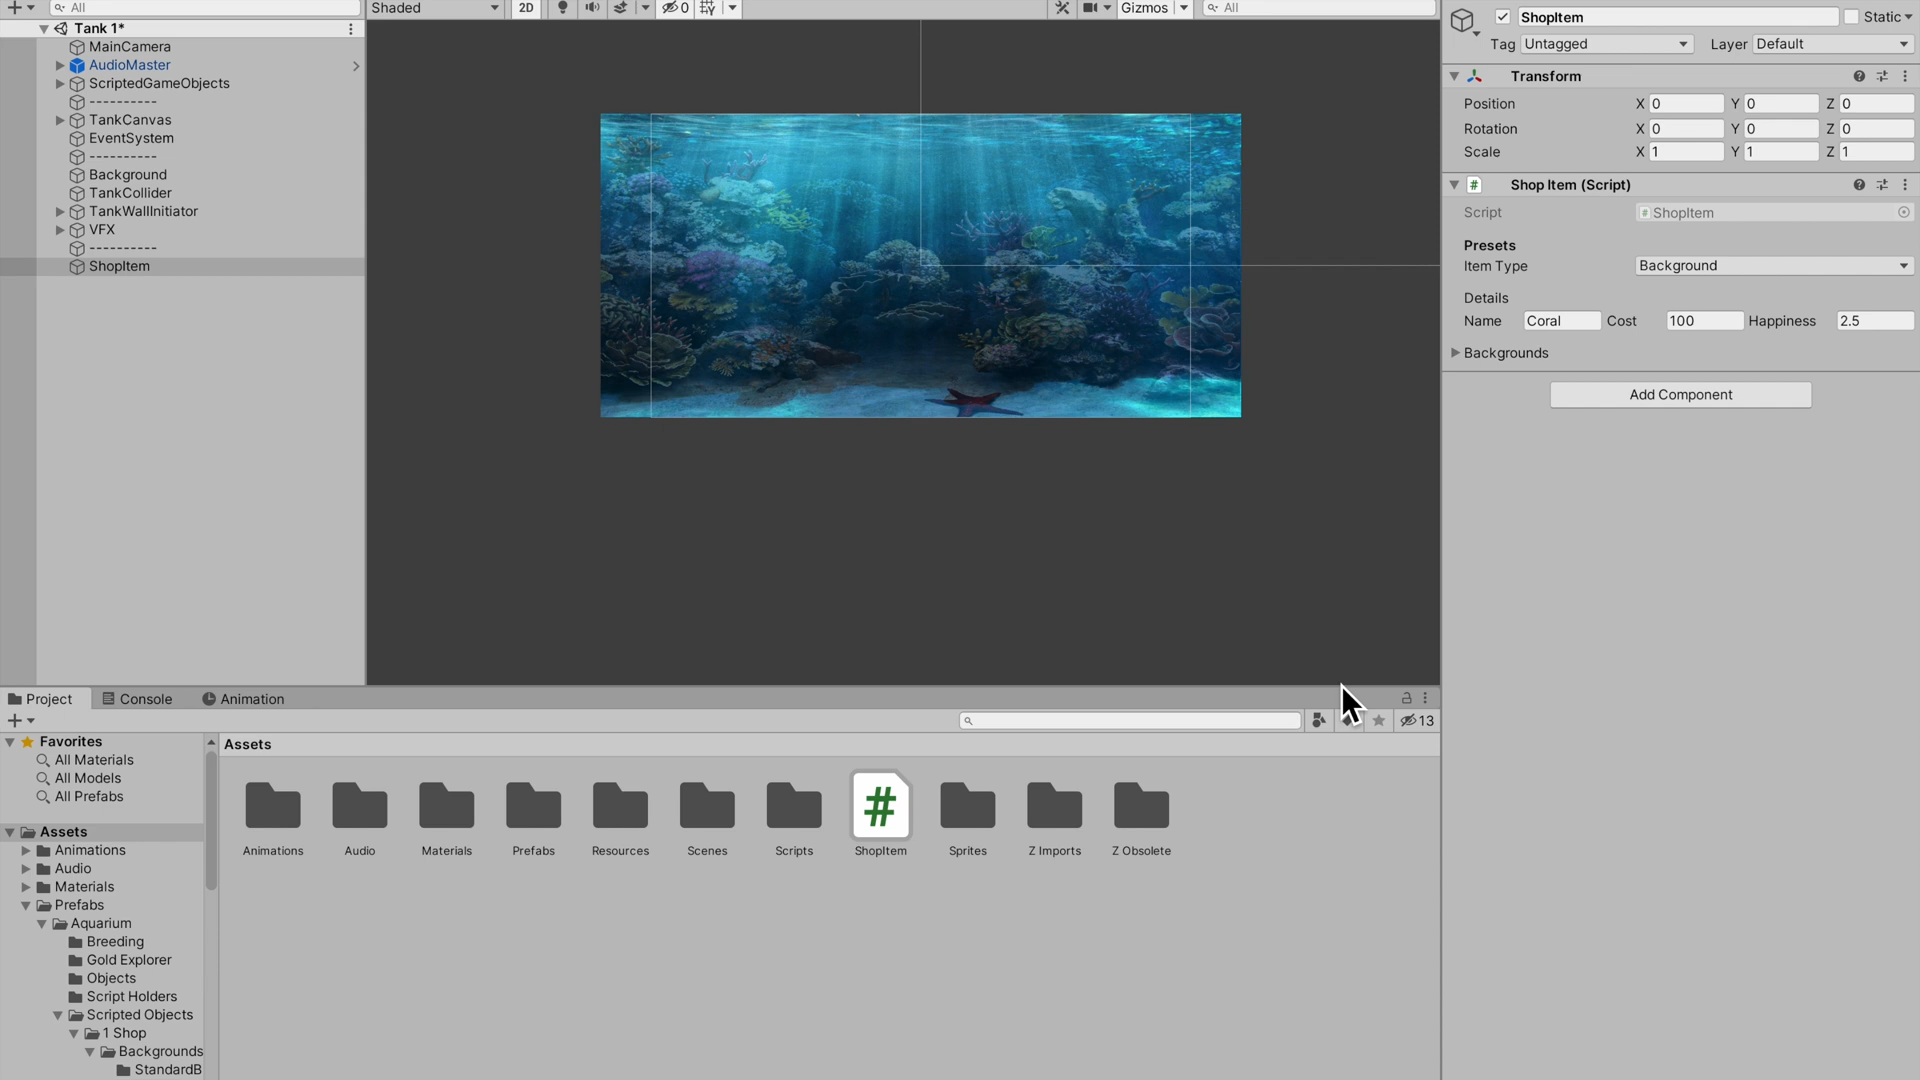 All
Tank 1*
MainCamera
AudioMaster
ScriptedGameObjects
----------
TankCanvas
EventSystem
----------
Background
TankCollider
TankWallInitiator
VFX
----------
ShopItem
Shaded
2D
0
Gizmos
All
ShopItem
Static
Tag
Untagged
Layer
Default
Transform
Position
X 0 Y 0 Z 0
Rotation
X 0 Y 0 Z 0
Scale
X 1 Y 1 Z 1
# Shop Item (Script)
Script
# ShopItem
Presets
Item Type
Background
Details
Name Coral Cost 100 Happiness 2.5
Backgrounds
Add Component
Project
Console
Animation
13
Favorites
All Materials
All Models
All Prefabs
Assets
Animations
Audio
Materials
Prefabs
Aquarium
Breeding
Gold Explorer
Objects
Script Holders
Scripted Objects
1 Shop
Backgrounds
StandardB
Assets
#
Animations
Audio
Materials
Prefabs
Resources
Scenes
Scripts
ShopItem
Sprites
Z Imports
Z Obsolete